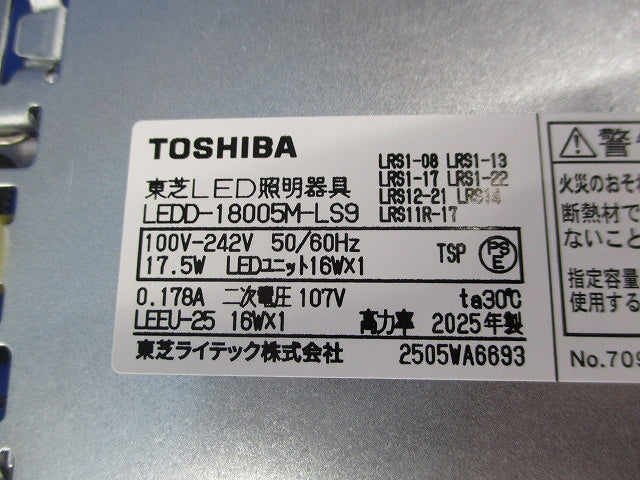 TOSHIBA
東芝LED照明器具
LEDD-18005M-LS9
LRS1-08 LRS1-13
LRS1-17 LRS1-22
LRS12-21 LRS14
LRS11R-17
100V-242V 50/60Hz
17.5W LEDユニット16WX1
TSP
PS
E
0.178A 二次電圧 107V ta30℃
LEEU-25 16WX1 高力率 2025年製
東芝ライテック株式会社 2505WA6693
警
火災のおそ
断熱材で
ないこと
指定容量
使用する
No.709